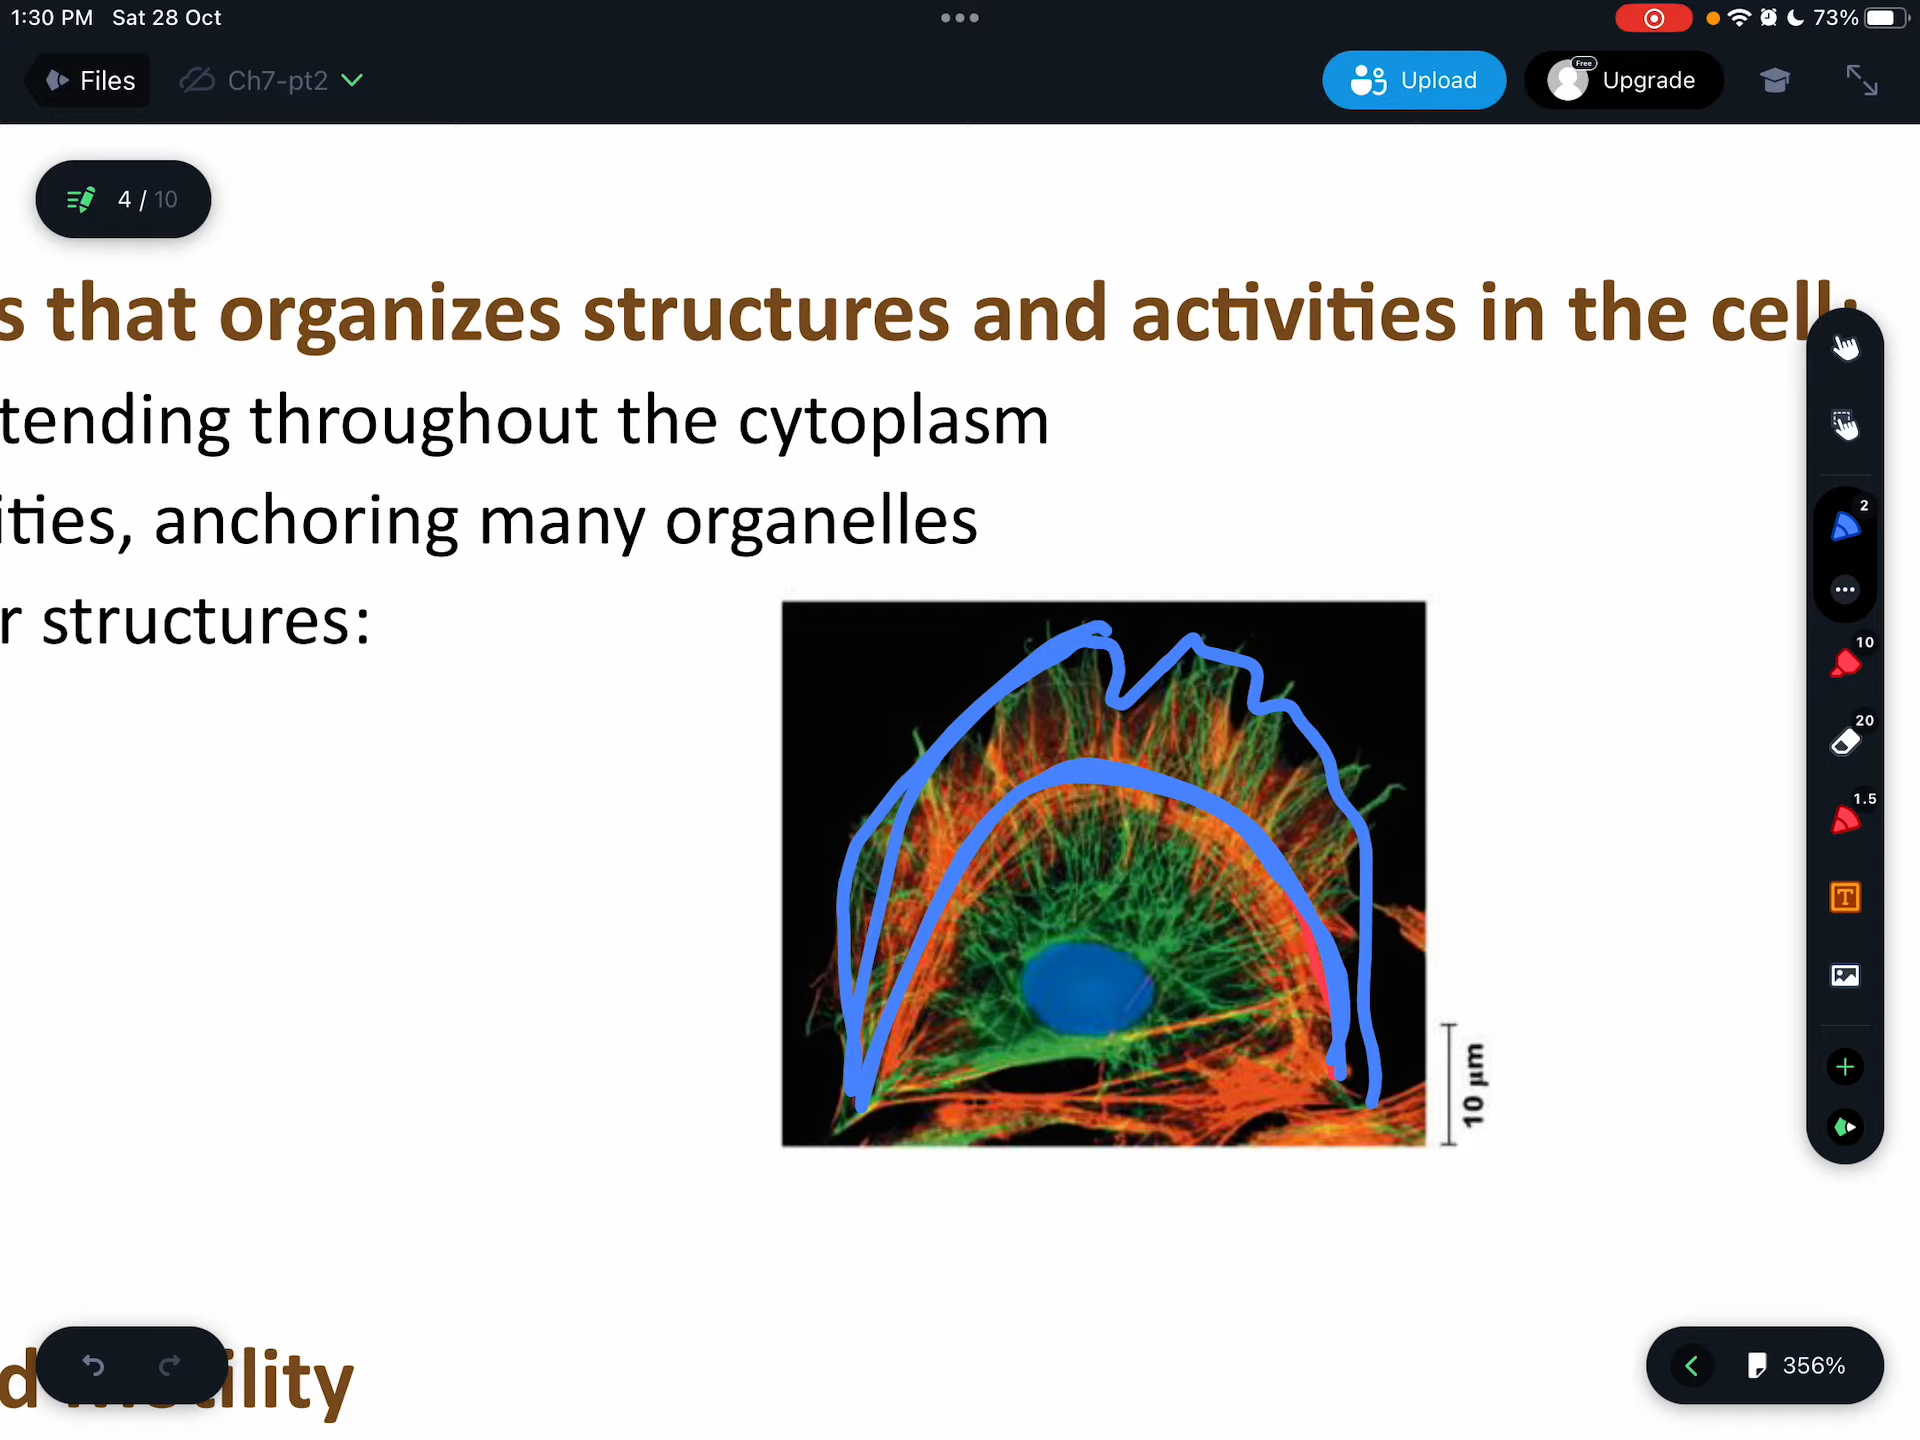 1:30 PM Sat 28 Oct
73%
Files
Ch7-pt2
Upload
Free
Upgrade
4 / 10
s that organizes structures and activities in the cell:
tending throughout the cytoplasm
ities, anchoring many organelles
r structures:
10 µm
2
10
20
1.5
T
d motility
356%